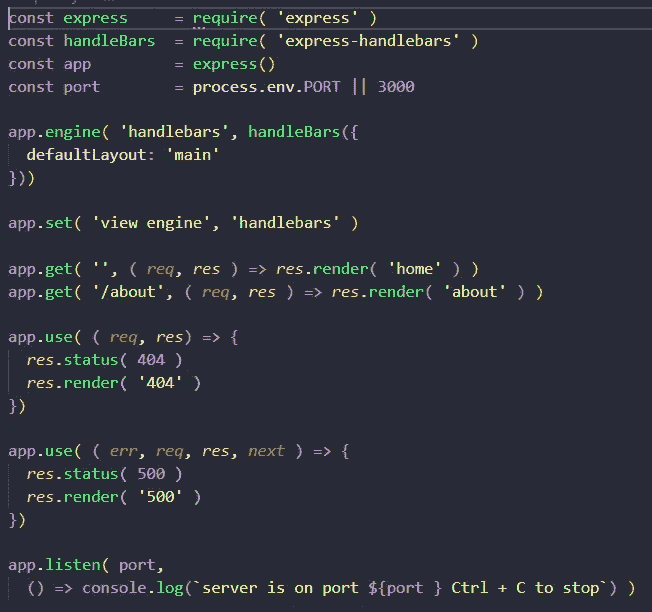 const express     = require( 'express' )
const handleBars  = require( 'express-handlebars' )
const app         = express()
const port        = process.env.PORT || 3000
app.engine( 'handlebars', handleBars({
  defaultLayout: 'main'
}))
app.set( 'view engine', 'handlebars' )
app.get( '', ( req, res ) => res.render( 'home' ) )
app.get( '/about', ( req, res ) => res.render( 'about' ) )
app.use( ( req, res) => {
  res.status( 404 )
  res.render( '404' )
})
app.use( ( err, req, res, next ) => {
  res.status( 500 )
  res.render( '500' )
})
app.listen( port,
  () => console.log(`server is on port ${port } Ctrl + C to stop`) )